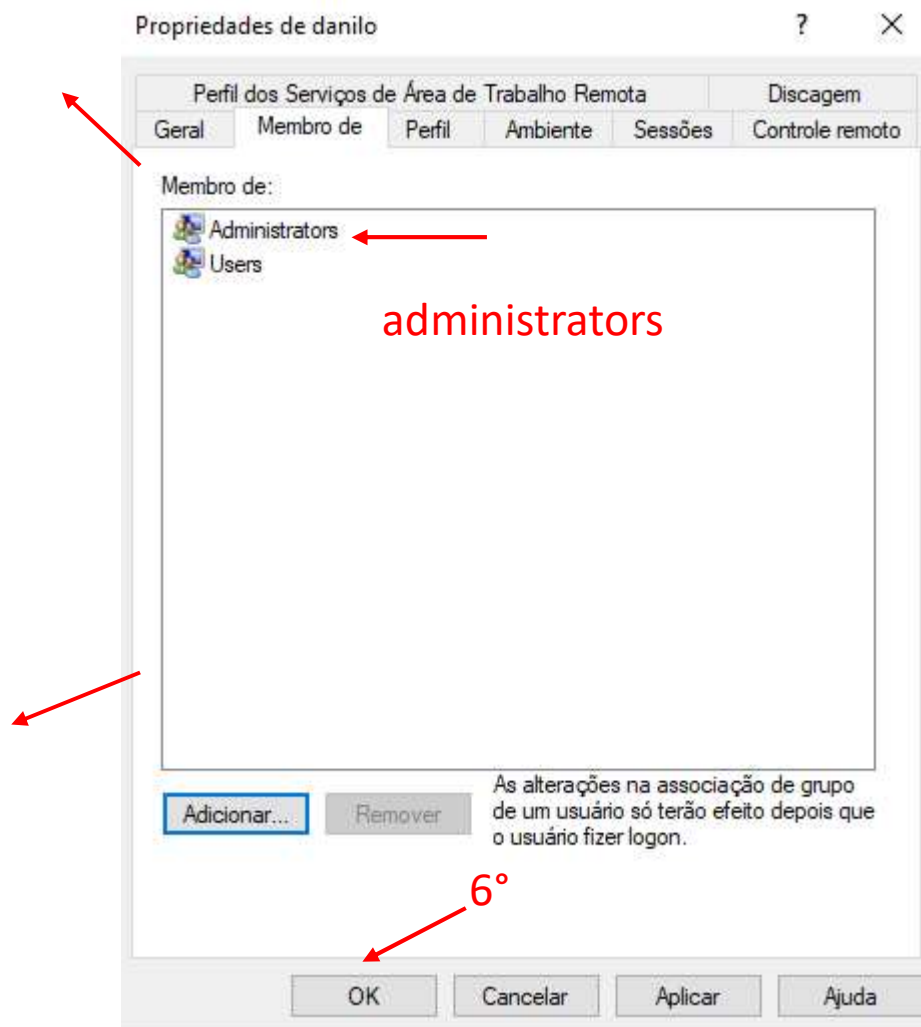 Propriedades de danilo ? ×
Perfil dos Serviços de Área de Trabalho Remota Discagem
Geral Membro de Perfil Ambiente Sessões Controle remoto
Membro de:
Administrators
Users
administrators
Adicionar... Remover
As alterações na associação de grupo
de um usuário só terão efeito depois que
o usuário fizer logon.
6°
OK Cancelar Aplicar Ajuda